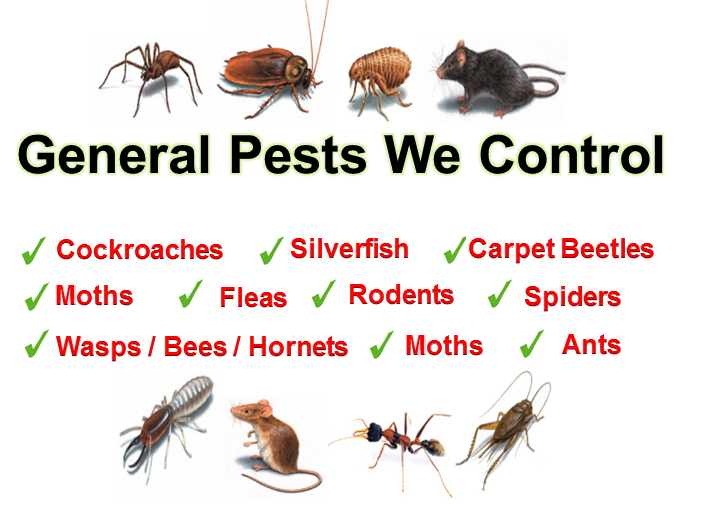 General Pests We Control
✓ Cockroaches ✓ Silverfish ✓ Carpet Beetles
✓ Moths ✓ Fleas ✓ Rodents ✓ Spiders
✓ Wasps / Bees / Hornets ✓ Moths ✓ Ants